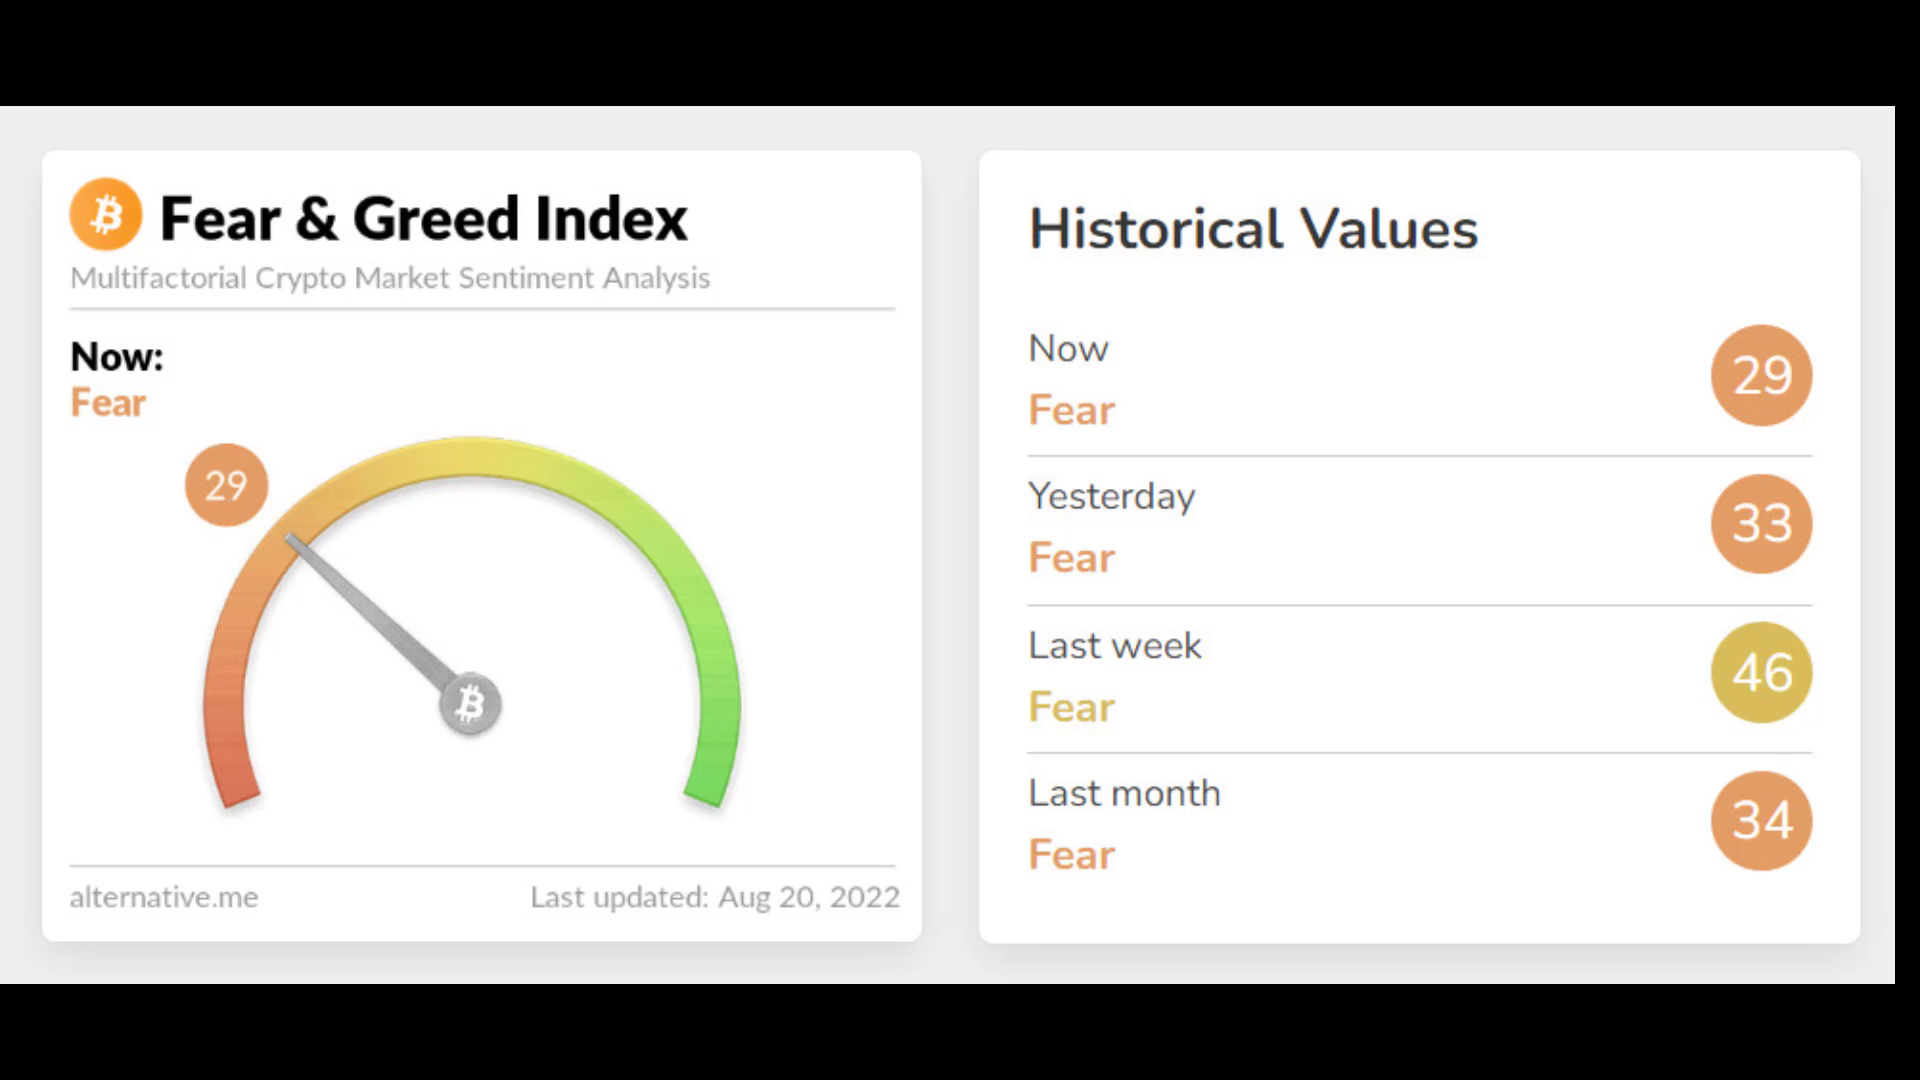 Fear & Greed Index
Multifactorial Crypto Market Sentiment Analysis
Now:
Fear
29
alternative.me
Last updated: Aug 20, 2022
Historical Values
Now
Fear
29
Yesterday
Fear
33
Last week
Fear
46
Last month
Fear
34